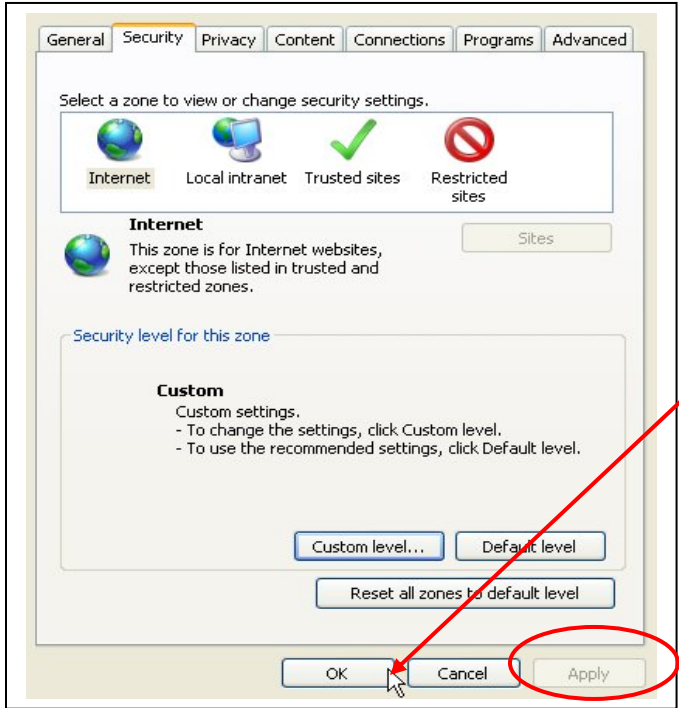 General Security Privacy Content Connections Programs Advanced
Select a zone to view or change security settings.
Internet Local intranet Trusted sites Restricted
sites
Internet
Sites
This zone is for Internet websites,
except those listed in trusted and
restricted zones.
Security level for this zone
Custom
Custom settings.
- To change the settings, click Custom level.
- To use the recommended settings, click Default level.
Custom level... Default level
Reset all zones to default level
OK Cancel Apply